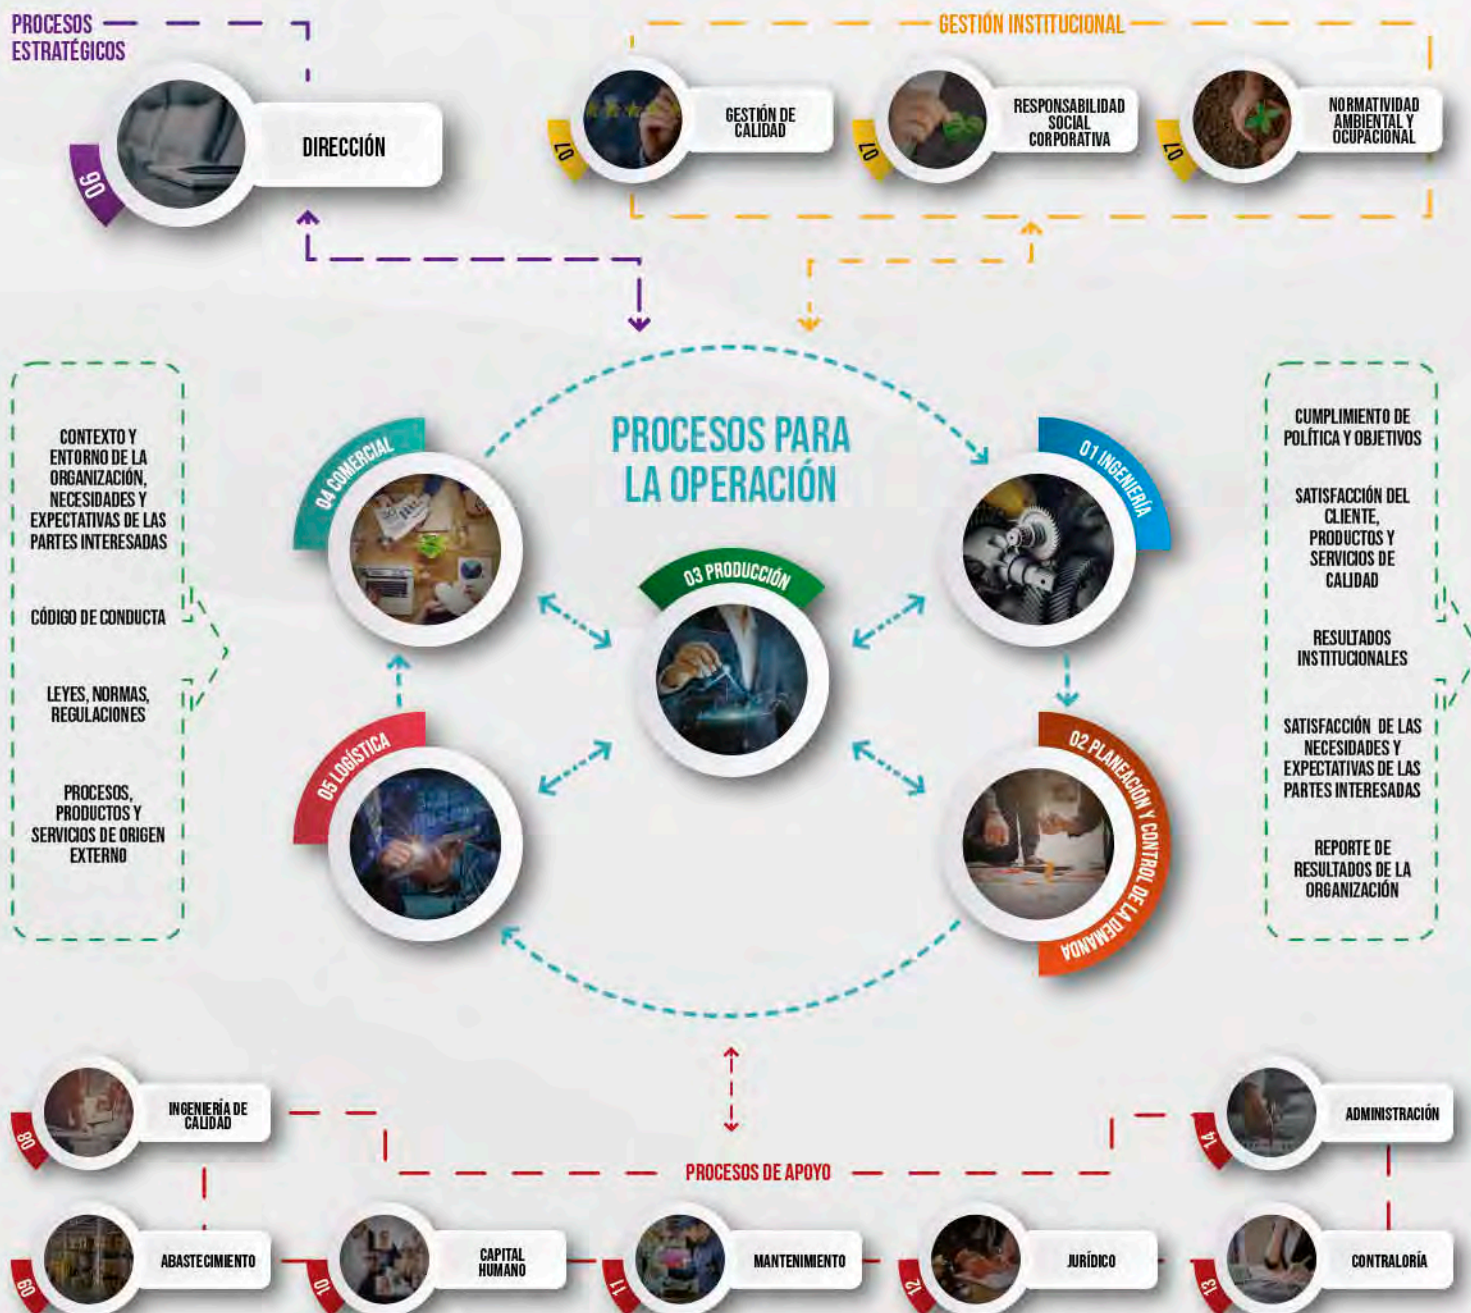 PROCESOS
ESTRATÉGICOS
06
DIRECCIÓN
GESTIÓN INSTITUCIONAL
07
GESTIÓN DE
CALIDAD
07
RESPONSABILIDAD
SOCIAL
CORPORATIVA
07
NORMATIVIDAD
AMBIENTAL Y
OCUPACIONAL
CONTEXTO Y
ENTORNO DE LA
ORGANIZACIÓN,
NECESIDADES Y
EXPECTATIVAS DE LAS
PARTES INTERESADAS
CÓDIGO DE CONDUCTA
LEYES, NORMAS,
REGULACIONES
PROCESOS,
PRODUCTOS Y
SERVICIOS DE ORIGEN
EXTERNO
PROCESOS PARA
LA OPERACIÓN
04 COMERCIAL
01 INGENIERÍA
03 PRODUCCIÓN
05 LOGÍSTICA
02 PLANEACIÓN Y CONTROL DE LA DEMANDA
CUMPLIMIENTO DE
POLÍTICA Y OBJETIVOS
SATISFACCIÓN DEL
CLIENTE,
PRODUCTOS Y
SERVICIOS DE
CALIDAD
RESULTADOS
INSTITUCIONALES
SATISFACCIÓN DE LAS
NECESIDADES Y
EXPECTATIVAS DE LAS
PARTES INTERESADAS
REPORTE DE
RESULTADOS DE LA
ORGANIZACIÓN
08
INGENIERÍA DE
CALIDAD
PROCESOS DE APOYO
14
ADMINISTRACIÓN
09
ABASTECIMIENTO
10
CAPITAL
HUMANO
11
MANTENIMIENTO
12
JURÍDICO
13
CONTRALORÍA